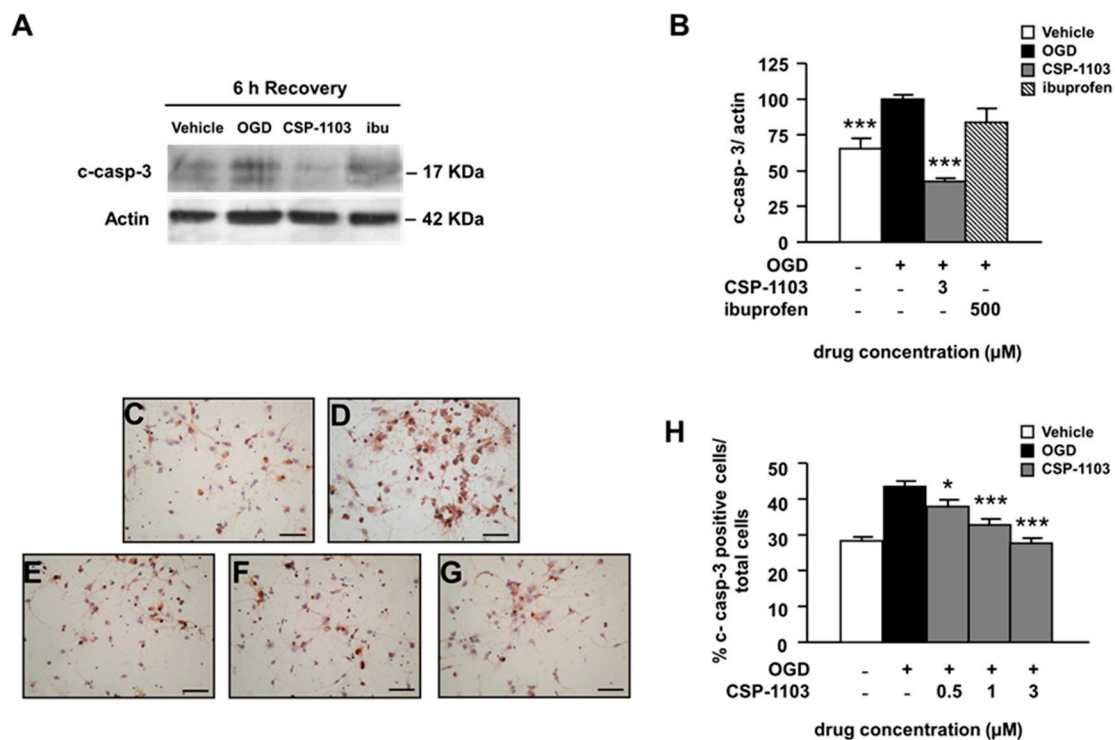 A
6 h Recovery
Vehicle OGD CSP-1103 ibu
c-casp-3
– 17 KDa
Actin
– 42 KDa
B
Vehicle
OGD
CSP-1103
ibuprofen
c-casp- 3/ actin
125
100
75
50
25
0
***
***
OGD - + + +
CSP-1103 - - 3 -
ibuprofen - - - 500
drug concentration (µM)
C
D
E
F
G
H
Vehicle
OGD
CSP-1103
% c- casp-3 positive cells/
total cells
50
40
30
20
10
0
*
***
***
OGD - + + + +
CSP-1103 - - 0.5 1 3
drug concentration (µM)